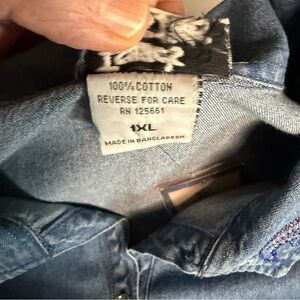 100% COTTON
REVERSE FOR CARE
RN 125661
1XL
MADE IN BANGLADESH